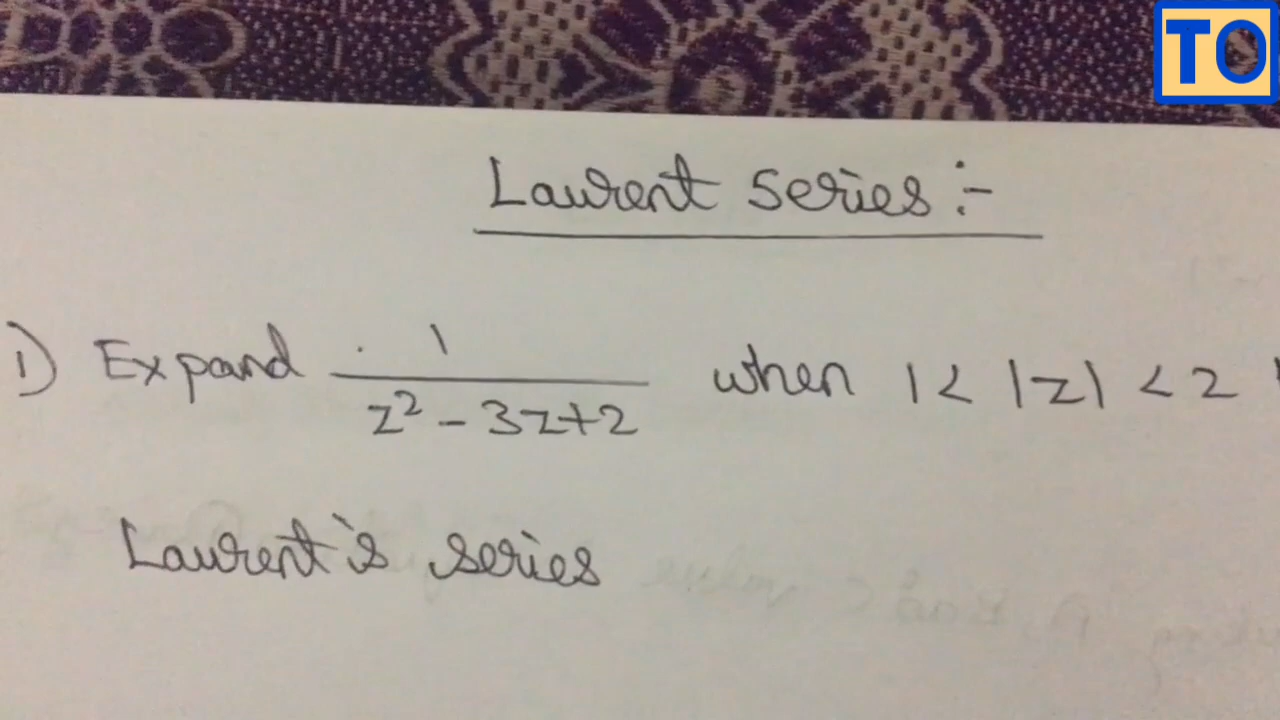 TO
Laurent series :-
1) Expand 1/(z² - 3z+2) when 1 < |z| < 2
Laurent's series